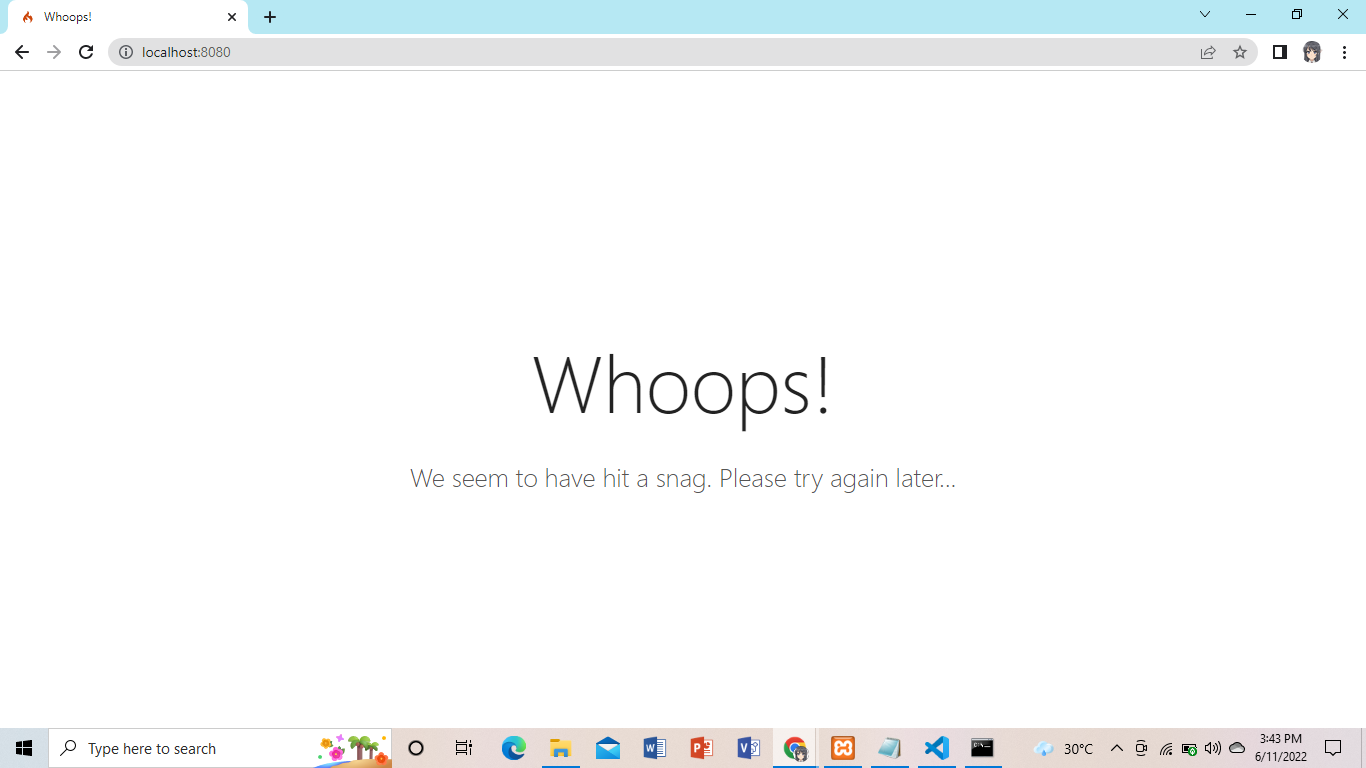 Whoops!
localhost:8080
Whoops!
We seem to have hit a snag. Please try again later...
Type here to search
30°C
3:43 PM
6/11/2022